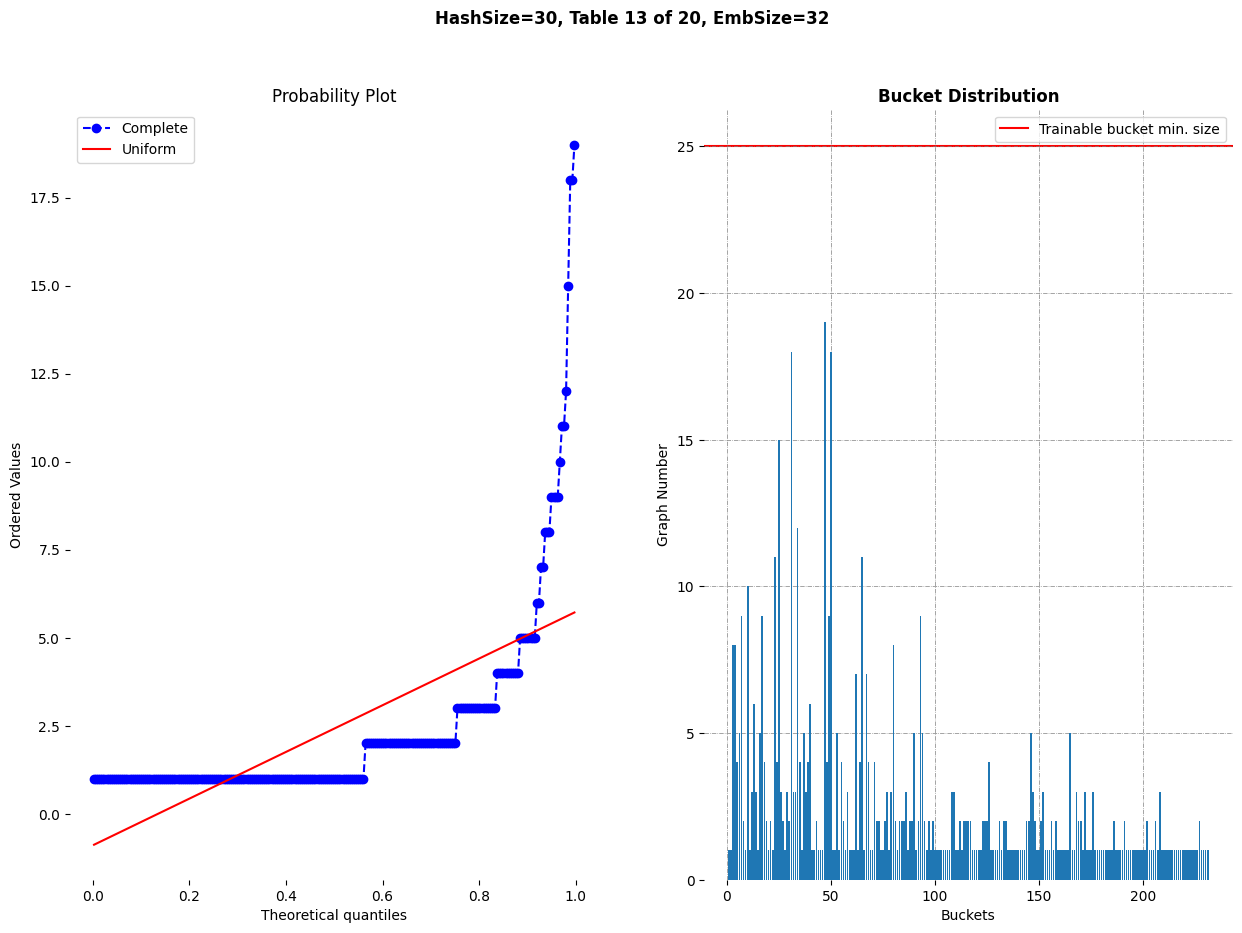 HashSize=30, Table 13 of 20, EmbSize=32
Probability Plot
Complete
Uniform
17.5
15.0
12.5
10.0
7.5
5.0
2.5
0.0
Ordered Values
0.0 0.2 0.4 0.6 0.8 1.0
Theoretical quantiles
Bucket Distribution
Trainable bucket min. size
25
20
15
10
5
0
Graph Number
0 50 100 150 200
Buckets